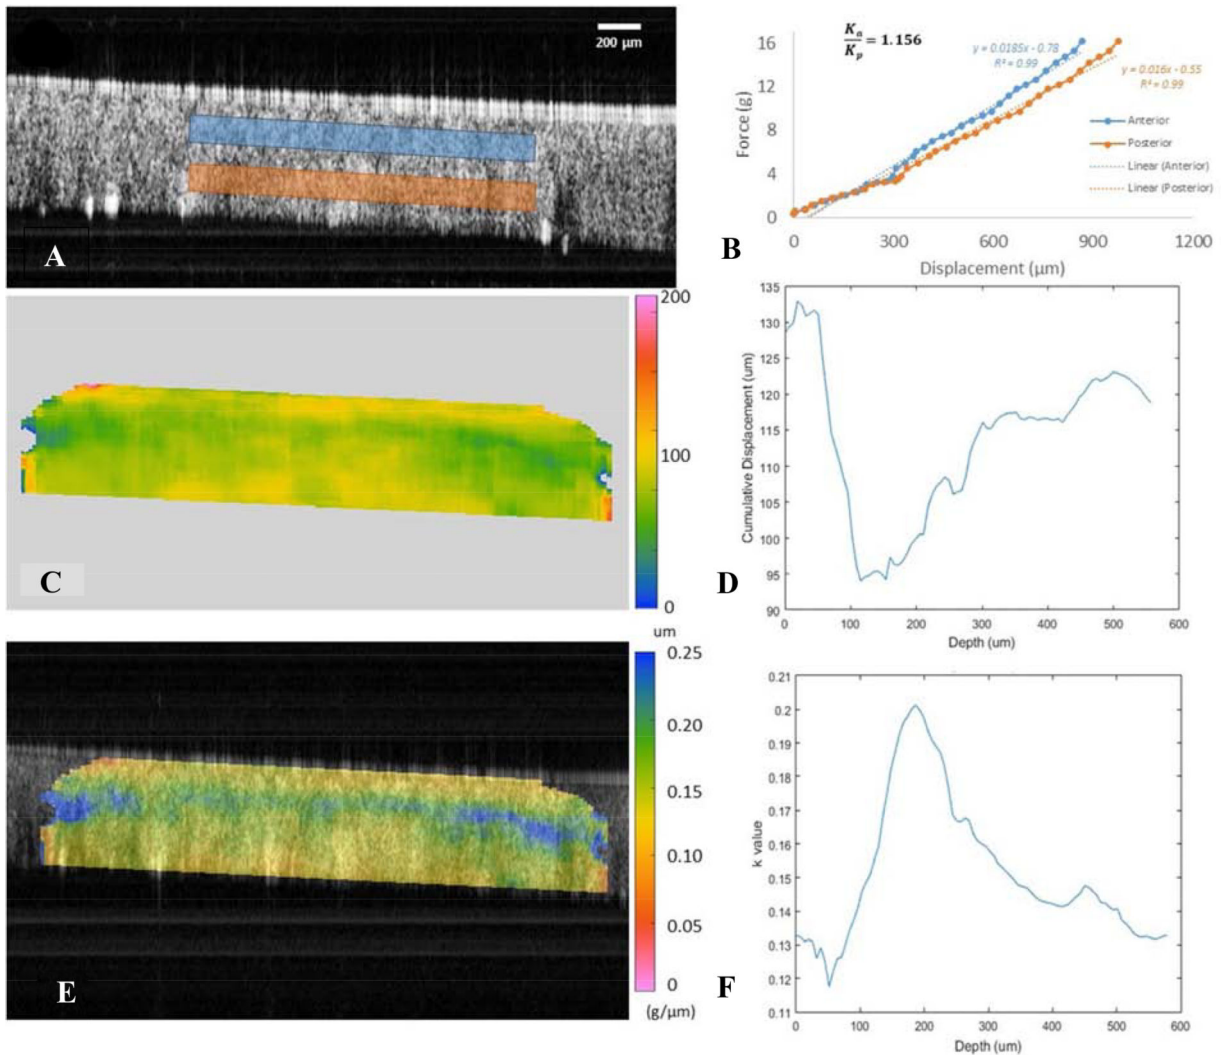 200 µm
A
K_a/K_p = 1.156
y = 0.0185x - 0.78
R² = 0.99
y = 0.016x - 0.55
R² = 0.99
16
12
8
4
0
Force (g)
Anterior
Posterior
Linear (Anterior)
Linear (Posterior)
0 300 600 900 1200
Displacement (µm)
B
200
100
0
um
C
135
130
125
120
115
110
105
100
95
90
Cumulative Displacement (um)
0 100 200 300 400 500 600
Depth (um)
D
0.25
0.20
0.15
0.10
0.05
0
(g/µm)
E
0.21
0.2
0.19
0.18
0.17
0.16
0.15
0.14
0.13
0.12
0.11
k value
0 100 200 300 400 500 600
Depth (um)
F